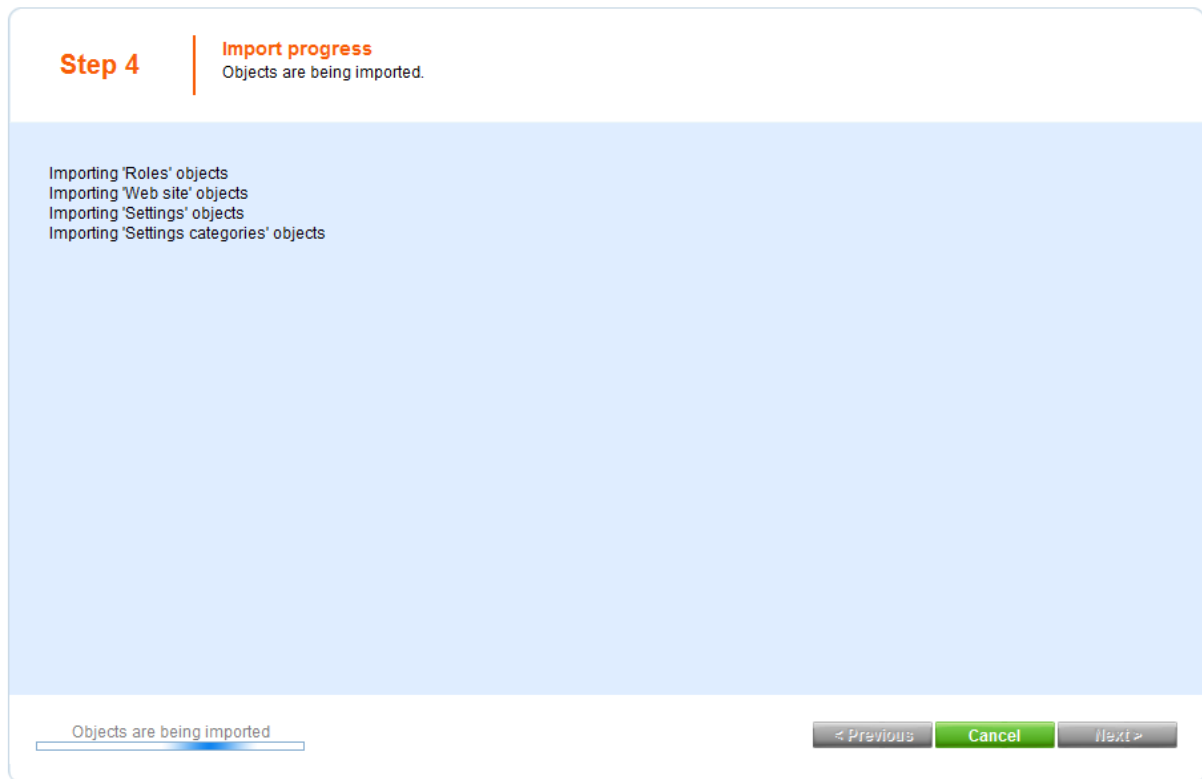 Step 4
Import progress
Objects are being imported.
Importing 'Roles' objects
Importing 'Web site' objects
Importing 'Settings' objects
Importing 'Settings categories' objects
Objects are being imported
< Previous
Cancel
Next >